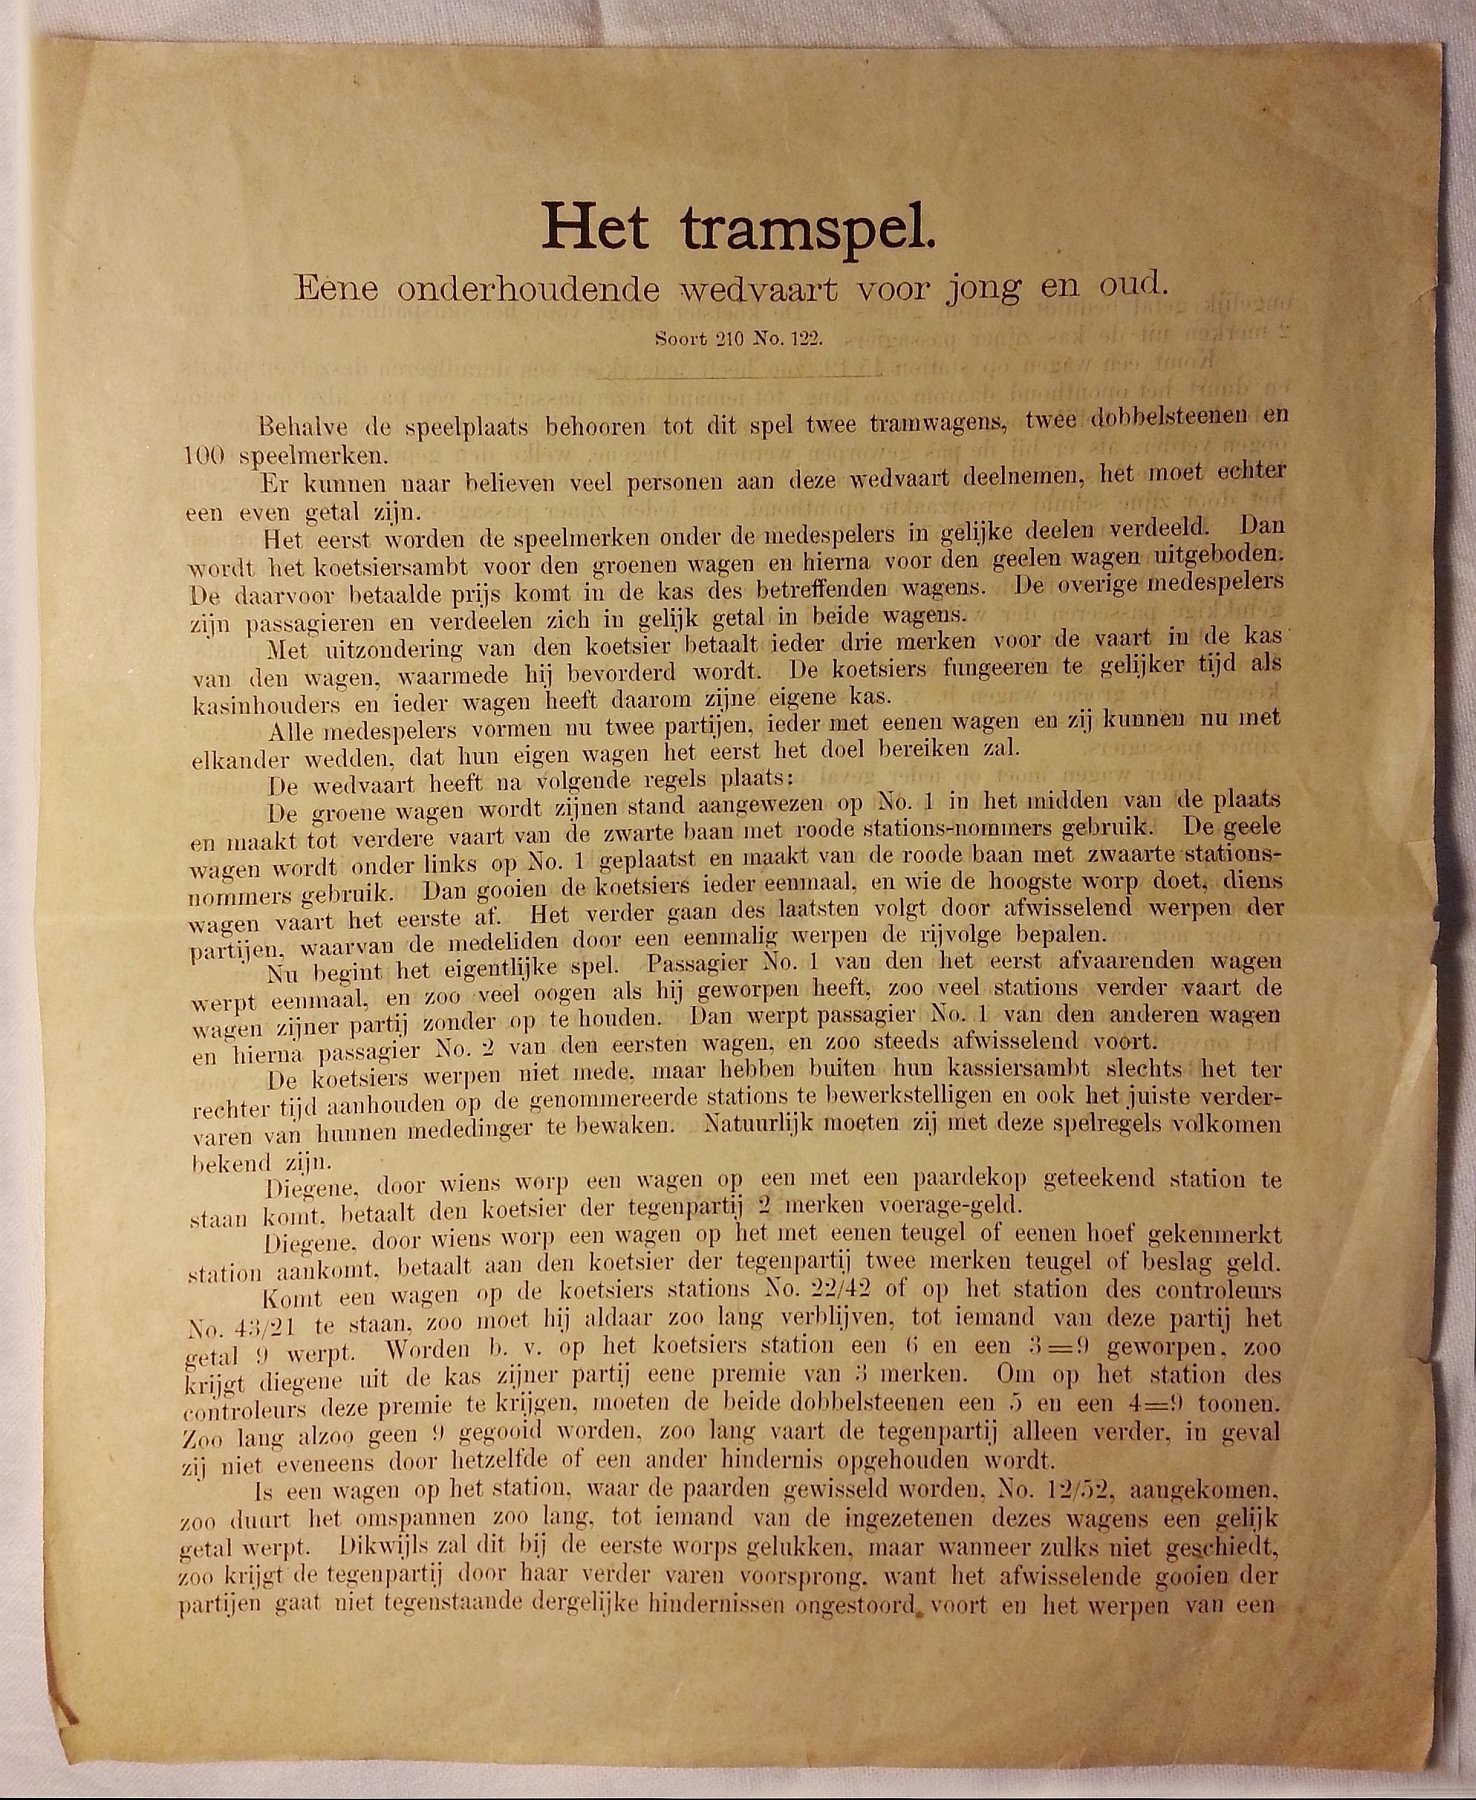 Het tramspel.
Eene onderhoudende wedvaart voor jong en oud.
Soort 210 No. 122.
Behalve de speelplaats behooren tot dit spel twee tramwagens, twee dobbelsteenen en
100 speelmerken.
Er kunnen naar believen veel personen aan deze wedvaart deelnemen, het moet echter
een even getal zijn.
Het eerst worden de speelmerken onder de medespelers in gelijke deelen verdeeld. Dan
wordt het koetsiersambt voor den groenen wagen en hierna voor den geelen wagen uitgeboden.
De daarvoor betaalde prijs komt in de kas des betreffenden wagens. De overige medespelers
zijn passagieren en verdeelen zich in gelijk getal in beide wagens.
Met uitzondering van den koetsier betaalt ieder drie merken voor de vaart in de kas
van den wagen, waarmede hij bevorderd wordt. De koetsiers fungeeren te gelijker tijd als
kasinhouders en ieder wagen heeft daarom zijne eigene kas.
Alle medespelers vormen nu twee partijen, ieder met eenen wagen en zij kunnen nu met
elkander wedden, dat hun eigen wagen het eerst het doel bereiken zal.
De wedvaart heeft na volgende regels plaats:
De groene wagen wordt zijnen stand aangewezen op No. 1 in het midden van de plaats
en maakt tot verdere vaart van de zwarte baan met roode stations-nommers gebruik. De geele
wagen wordt onder links op No. 1 geplaatst en maakt van de roode baan met zwaarte stations-
nommers gebruik. Dan gooien de koetsiers ieder eenmaal, en wie de hoogste worp doet, diens
wagen vaart het eerste af. Het verder gaan des laatsten volgt door afwisselend werpen der
partijen, waarvan de medeliden door een eenmalig werpen de rijvolge bepalen.
Nu begint het eigentlijke spel. Passagier No. 1 van den het eerst afvaarenden wagen
werpt eenmaal, en zoo veel oogen als hij geworpen heeft, zoo veel stations verder vaart de
wagen zijner partij zonder op te houden. Dan werpt passagier No. 1 van den anderen wagen
en hierna passagier No. 2 van den eersten wagen, en zoo steeds afwisselend voort.
De koetsiers werpen niet mede, maar hebben buiten hun kassiersambt slechts het ter
rechter tijd aanhouden op de genommereerde stations te bewerkstelligen en ook het juiste verder-
varen van hunnen mededinger te bewaken. Natuurlijk moeten zij met deze spelregels volkomen
bekend zijn.
Diegene, door wiens worp een wagen op een met een paardekop geteekend station te
staan komt, betaalt den koetsier der tegenpartij 2 merken voerage-geld.
Diegene, door wiens worp een wagen op het met eenen teugel of eenen hoef gekenmerkt
station aankomt, betaalt aan den koetsier der tegenpartij twee merken teugel of beslag geld.
Komt een wagen op de koetsiers stations No. 22/42 of op het station des controleurs
No. 43/21 te staan, zoo moet hij aldaar zoo lang verblijven, tot iemand van deze partij het
getal 9 werpt. Worden b. v. op het koetsiers station een 6 en een 3=9 geworpen, zoo
krijgt diegene uit de kas zijner partij eene premie van 3 merken. Om op het station des
controleurs deze premie te krijgen, moeten de beide dobbelsteenen een 5 en een 4=9 toonen.
Zoo lang alzoo geen 9 gegooid worden, zoo lang vaart de tegenpartij alleen verder, in geval
zij niet eveneens door hetzelfde of een ander hindernis opgehouden wordt.
Is een wagen op het station, waar de paarden gewisseld worden, No. 12/52, aangekomen,
zoo duurt het omspannen zoo lang, tot iemand van de ingezetenen dezes wagens een gelijk
getal werpt. Dikwijls zal dit bij de eerste worps gelukken, maar wanneer zulks niet geschiedt,
zoo krijgt de tegenpartij door haar verder varen voorsprong, want het afwisselende gooien der
partijen gaat niet tegenstaande dergelijke hindernissen ongestoord voort en het werpen van een